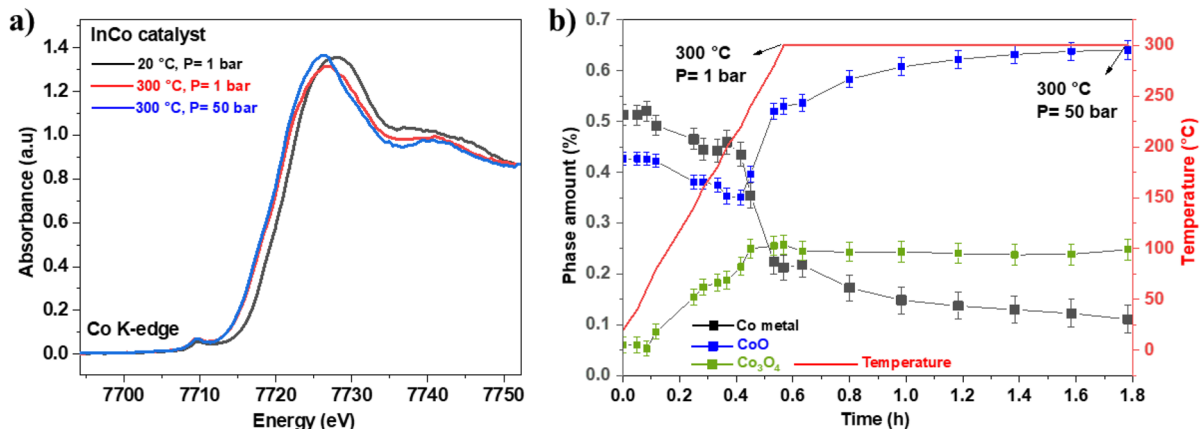 a)
InCo catalyst
20 °C, P= 1 bar
300 °C, P= 1 bar
300 °C, P= 50 bar
Co K-edge
Absorbance (a.u)
1.4
1.2
1.0
0.8
0.6
0.4
0.2
0.0
7700
7710
7720
7730
7740
7750
Energy (eV)
b)
300 °C
P= 1 bar
300 °C
P= 50 bar
Co metal
CoO
Co₃O₄
Temperature
Phase amount (%)
0.7
0.6
0.5
0.4
0.3
0.2
0.1
0.0
0.0
0.2
0.4
0.6
0.8
1.0
1.2
1.4
1.6
1.8
Time (h)
300
250
200
150
100
50
0
Temperature (°C)